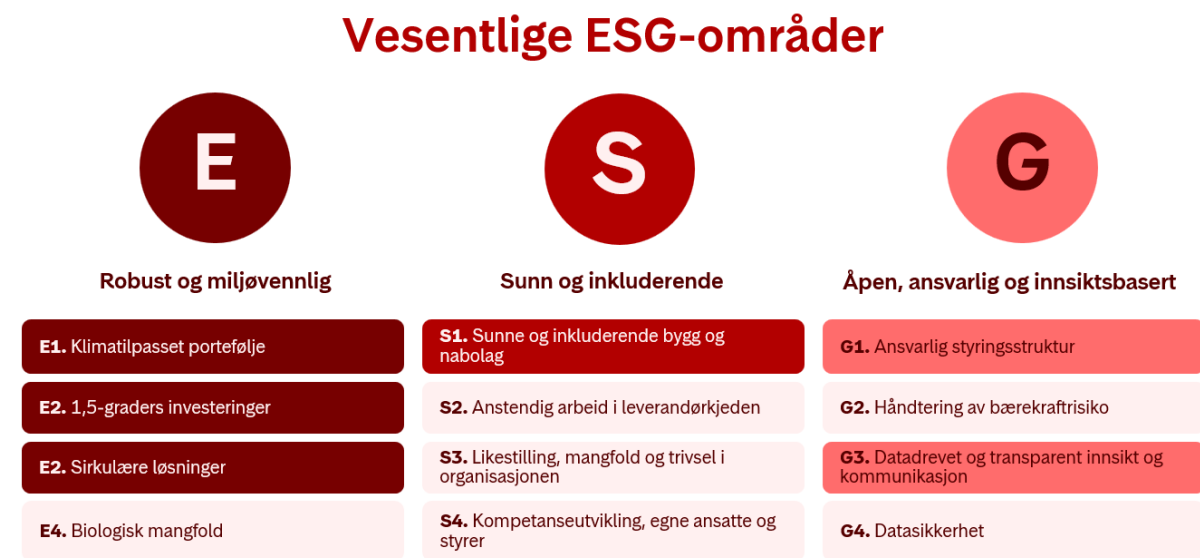 Vesentlige ESG-områder
E
S
G
Robust og miljøvennlig
Sunn og inkluderende
Åpen, ansvarlig og innsiktsbasert
E1. Klimatilpasset portefølje
E2. 1,5-graders investeringer
E2. Sirkulære løsninger
E4. Biologisk mangfold
S1. Sunne og inkluderende bygg og
nabolag
S2. Anstendig arbeid i leverandørkjeden
S3. Likestilling, mangfold og trivsel i
organisasjonen
S4. Kompetanseutvikling, egne ansatte og
styrer
G1. Ansvarlig styringsstruktur
G2. Håndtering av bærekraftrisiko
G3. Datadrevet og transparent innsikt og
kommunikasjon
G4. Datasikkerhet